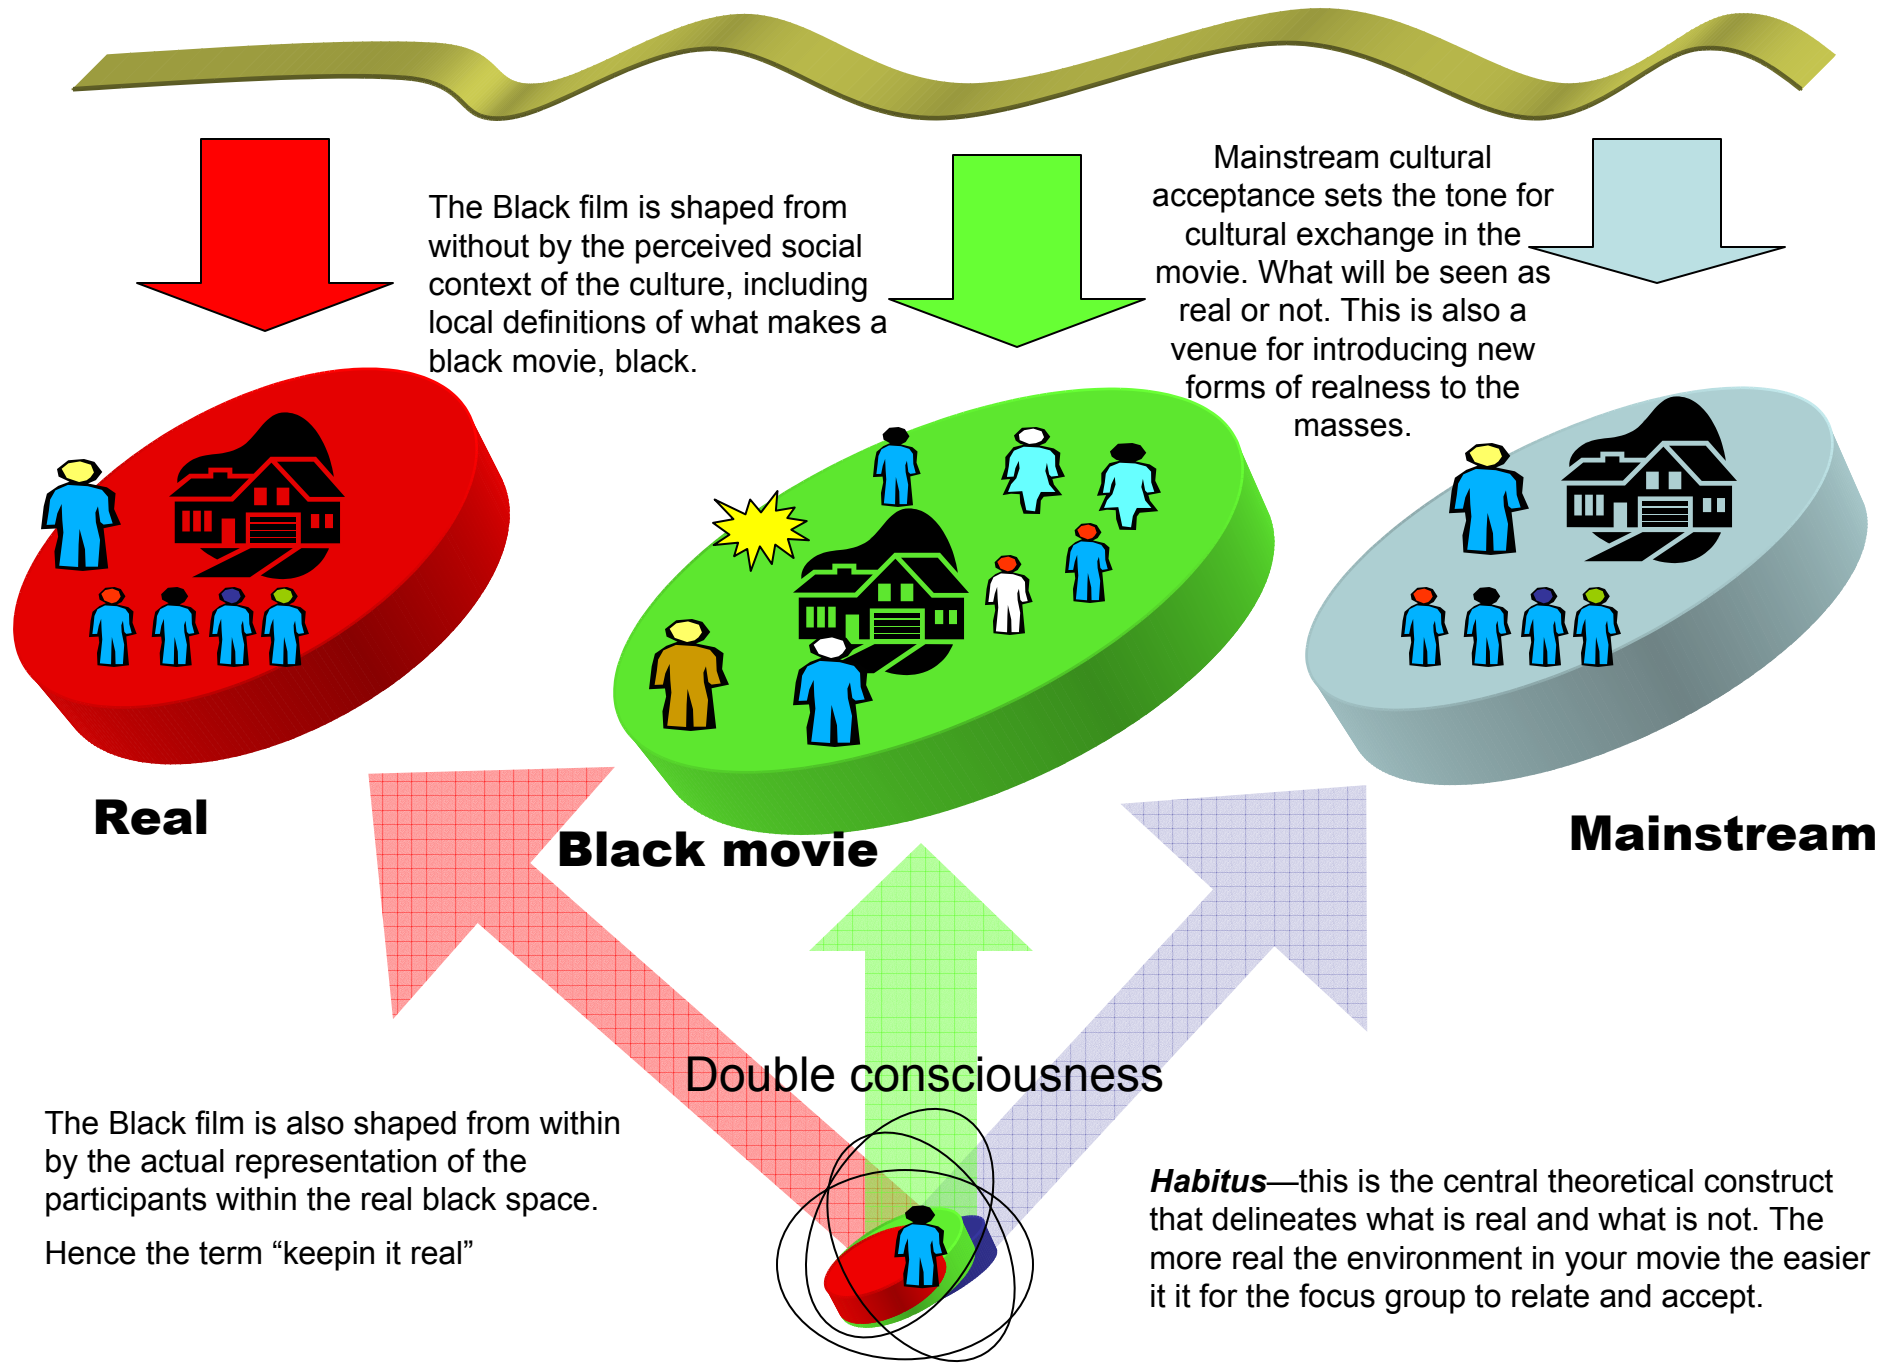 The Black film is shaped from
without by the perceived social
context of the culture, including
local definitions of what makes a
black movie, black.
Mainstream cultural
acceptance sets the tone for
cultural exchange in the
movie. What will be seen as
real or not. This is also a
venue for introducing new
forms of realness to the
masses.
Real
Black movie
Mainstream
Double consciousness
The Black film is also shaped from within
by the actual representation of the
participants within the real black space.
Hence the term “keepin it real”
Habitus—this is the central theoretical construct
that delineates what is real and what is not. The
more real the environment in your movie the easier
it it for the focus group to relate and accept.